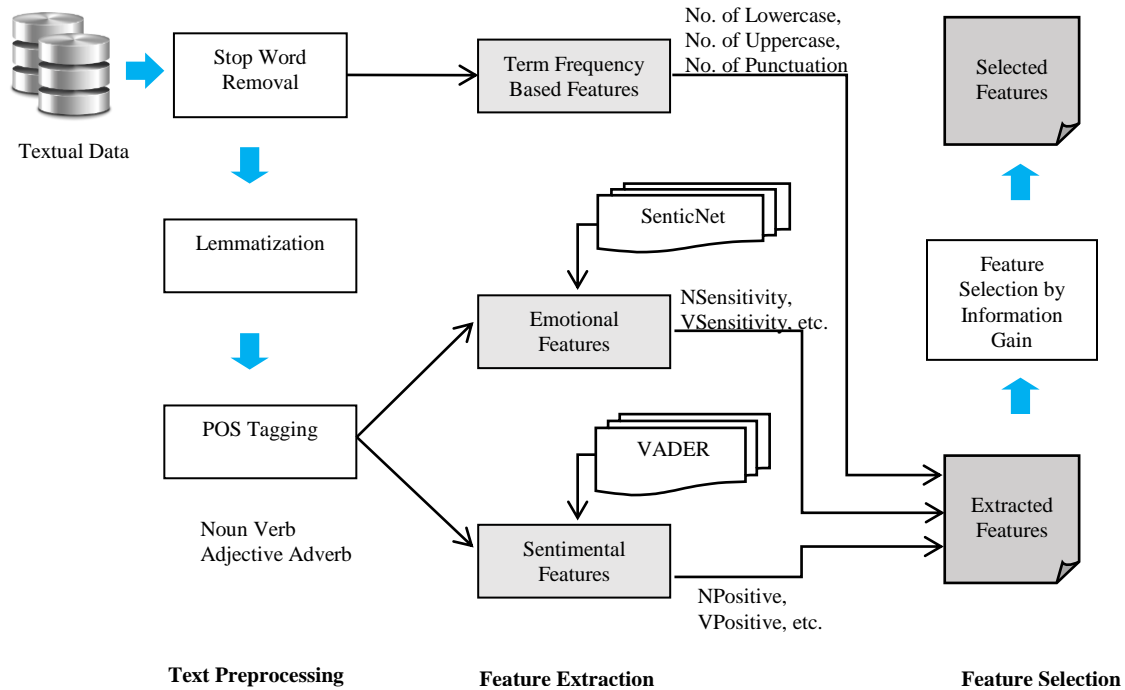 Textual Data
Stop Word
Removal
Lemmatization
POS Tagging
Noun Verb
Adjective Adverb
Text Preprocessing
Term Frequency
Based Features
No. of Lowercase,
No. of Uppercase,
No. of Punctuation
SenticNet
Emotional
Features
NSensitivity,
VSensitivity, etc.
VADER
Sentimental
Features
NPositive,
VPositive, etc.
Feature Extraction
Selected
Features
Feature
Selection by
Information
Gain
Extracted
Features
Feature Selection